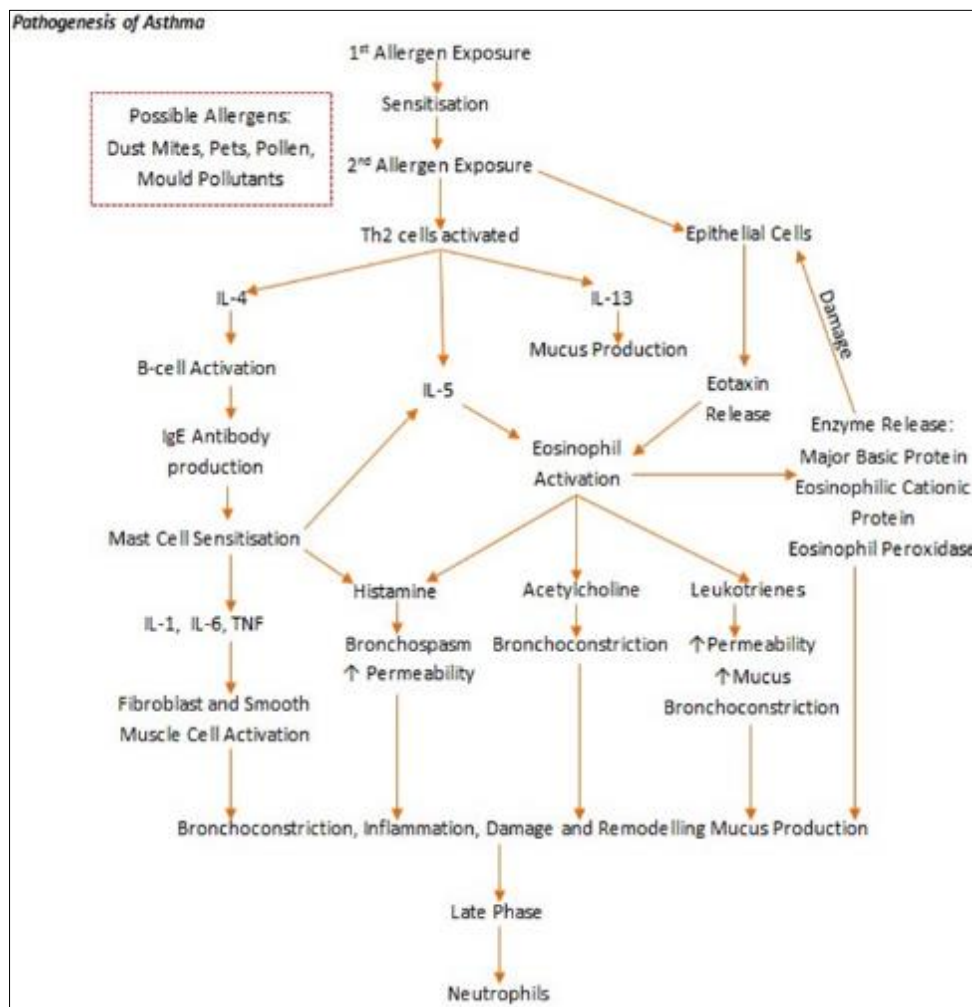 Pathogenesis of Asthma
1st Allergen Exposure
Possible Allergens:
Dust Mites, Pets, Pollen,
Mould Pollutants
Sensitisation
2nd Allergen Exposure
Th2 cells activated
Epithelial Cells
IL-4
IL-13
Damage
B-cell Activation
Mucus Production
IL-5
Eotaxin
Release
IgE Antibody
production
Eosinophil
Activation
Enzyme Release:
Major Basic Protein
Eosinophilic Cationic
Protein
Eosinophil Peroxidase
Mast Cell Sensitisation
Histamine
Acetylcholine
Leukotrienes
IL-1, IL-6, TNF
Bronchospasm
↑ Permeability
Bronchoconstriction
↑Permeability
↑Mucus
Bronchoconstriction
Fibroblast and Smooth
Muscle Cell Activation
Bronchoconstriction, Inflammation, Damage and Remodelling Mucus Production
Late Phase
Neutrophils